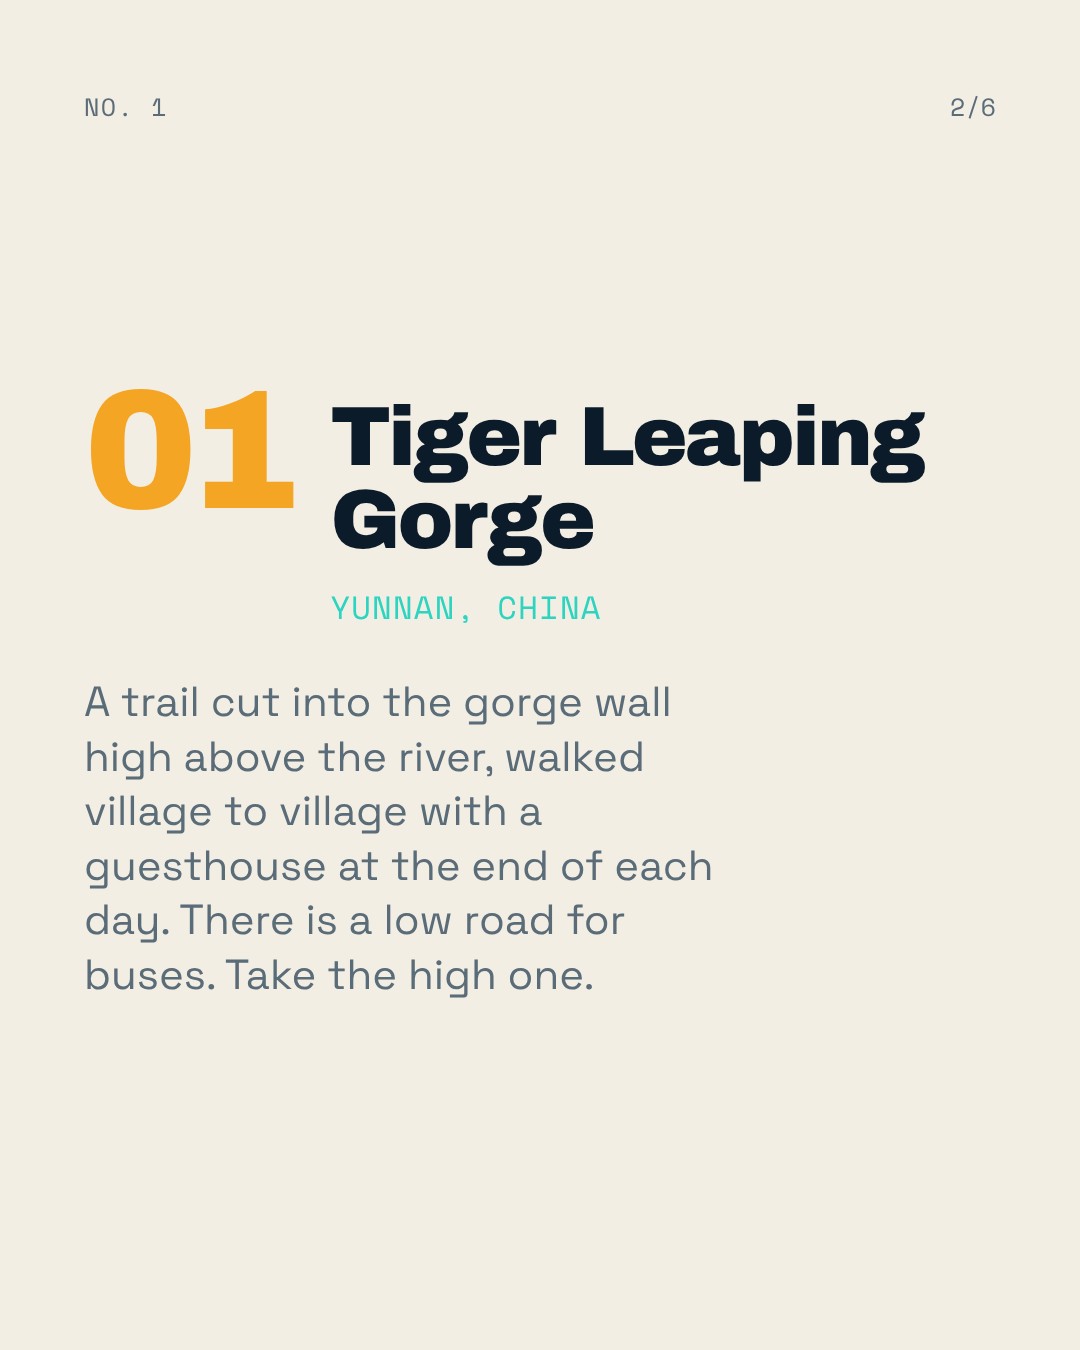 NO. 1
2/6
01
Tiger Leaping
Gorge
YUNNAN, CHINA
A trail cut into the gorge wall
high above the river, walked
village to village with a
guesthouse at the end of each
day. There is a low road for
buses. Take the high one.